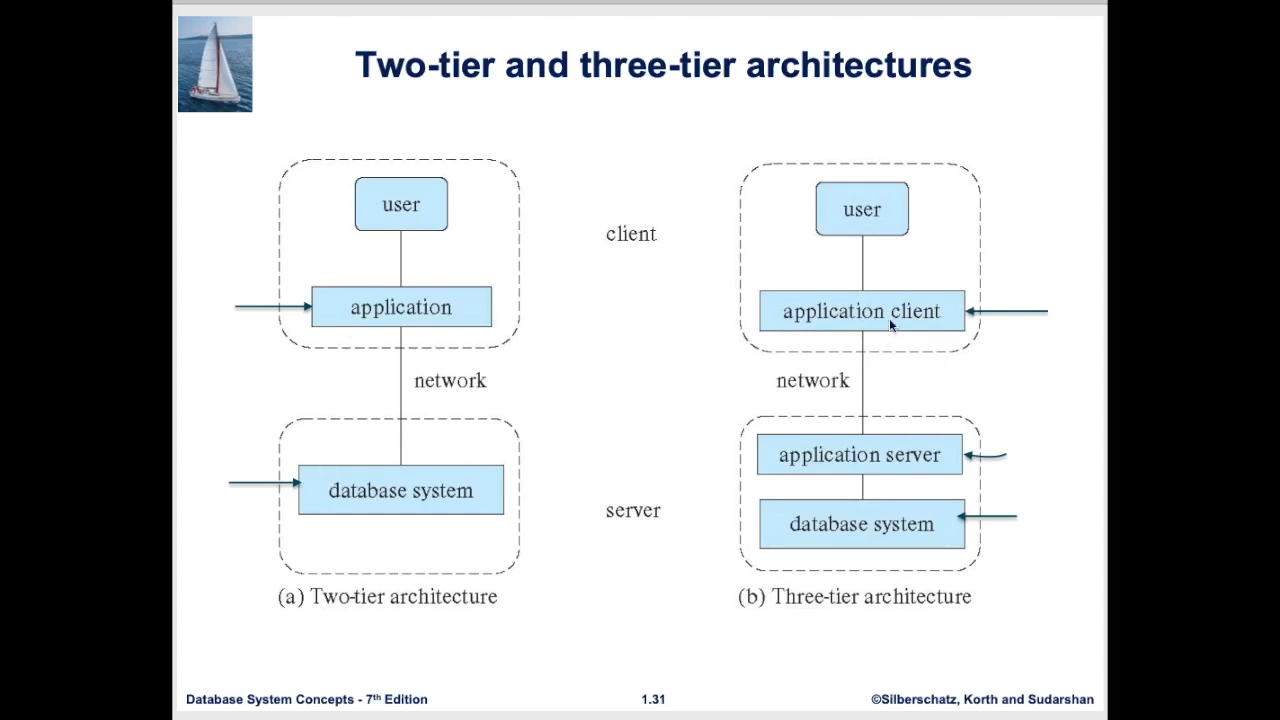 Two-tier and three-tier architectures
user
application
network
database system
(a) Two-tier architecture
client
server
user
application client
network
application server
database system
(b) Three-tier architecture
Database System Concepts - 7th Edition
1.31
©Silberschatz, Korth and Sudarshan